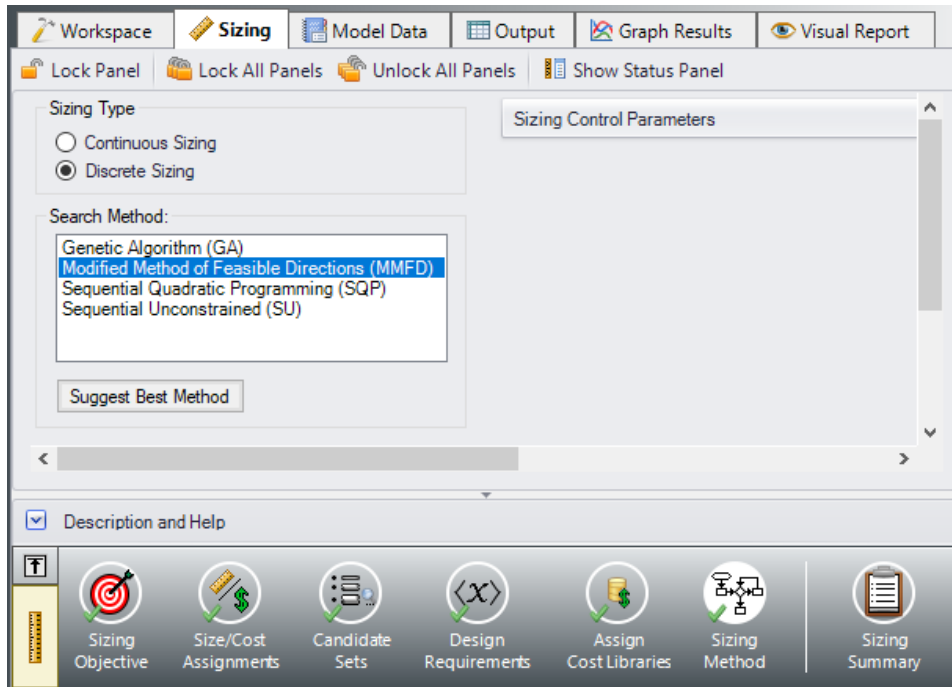 Workspace Sizing Model Data Output Graph Results Visual Report
Lock Panel Lock All Panels Unlock All Panels Show Status Panel
Sizing Type
Continuous Sizing
Discrete Sizing
Sizing Control Parameters
Search Method:
Genetic Algorithm (GA)
Modified Method of Feasible Directions (MMFD)
Sequential Quadratic Programming (SQP)
Sequential Unconstrained (SU)
Suggest Best Method
Description and Help
⟨x⟩
Sizing Size/Cost Candidate Design Assign Sizing Sizing
Objective Assignments Sets Requirements Cost Libraries Method Summary